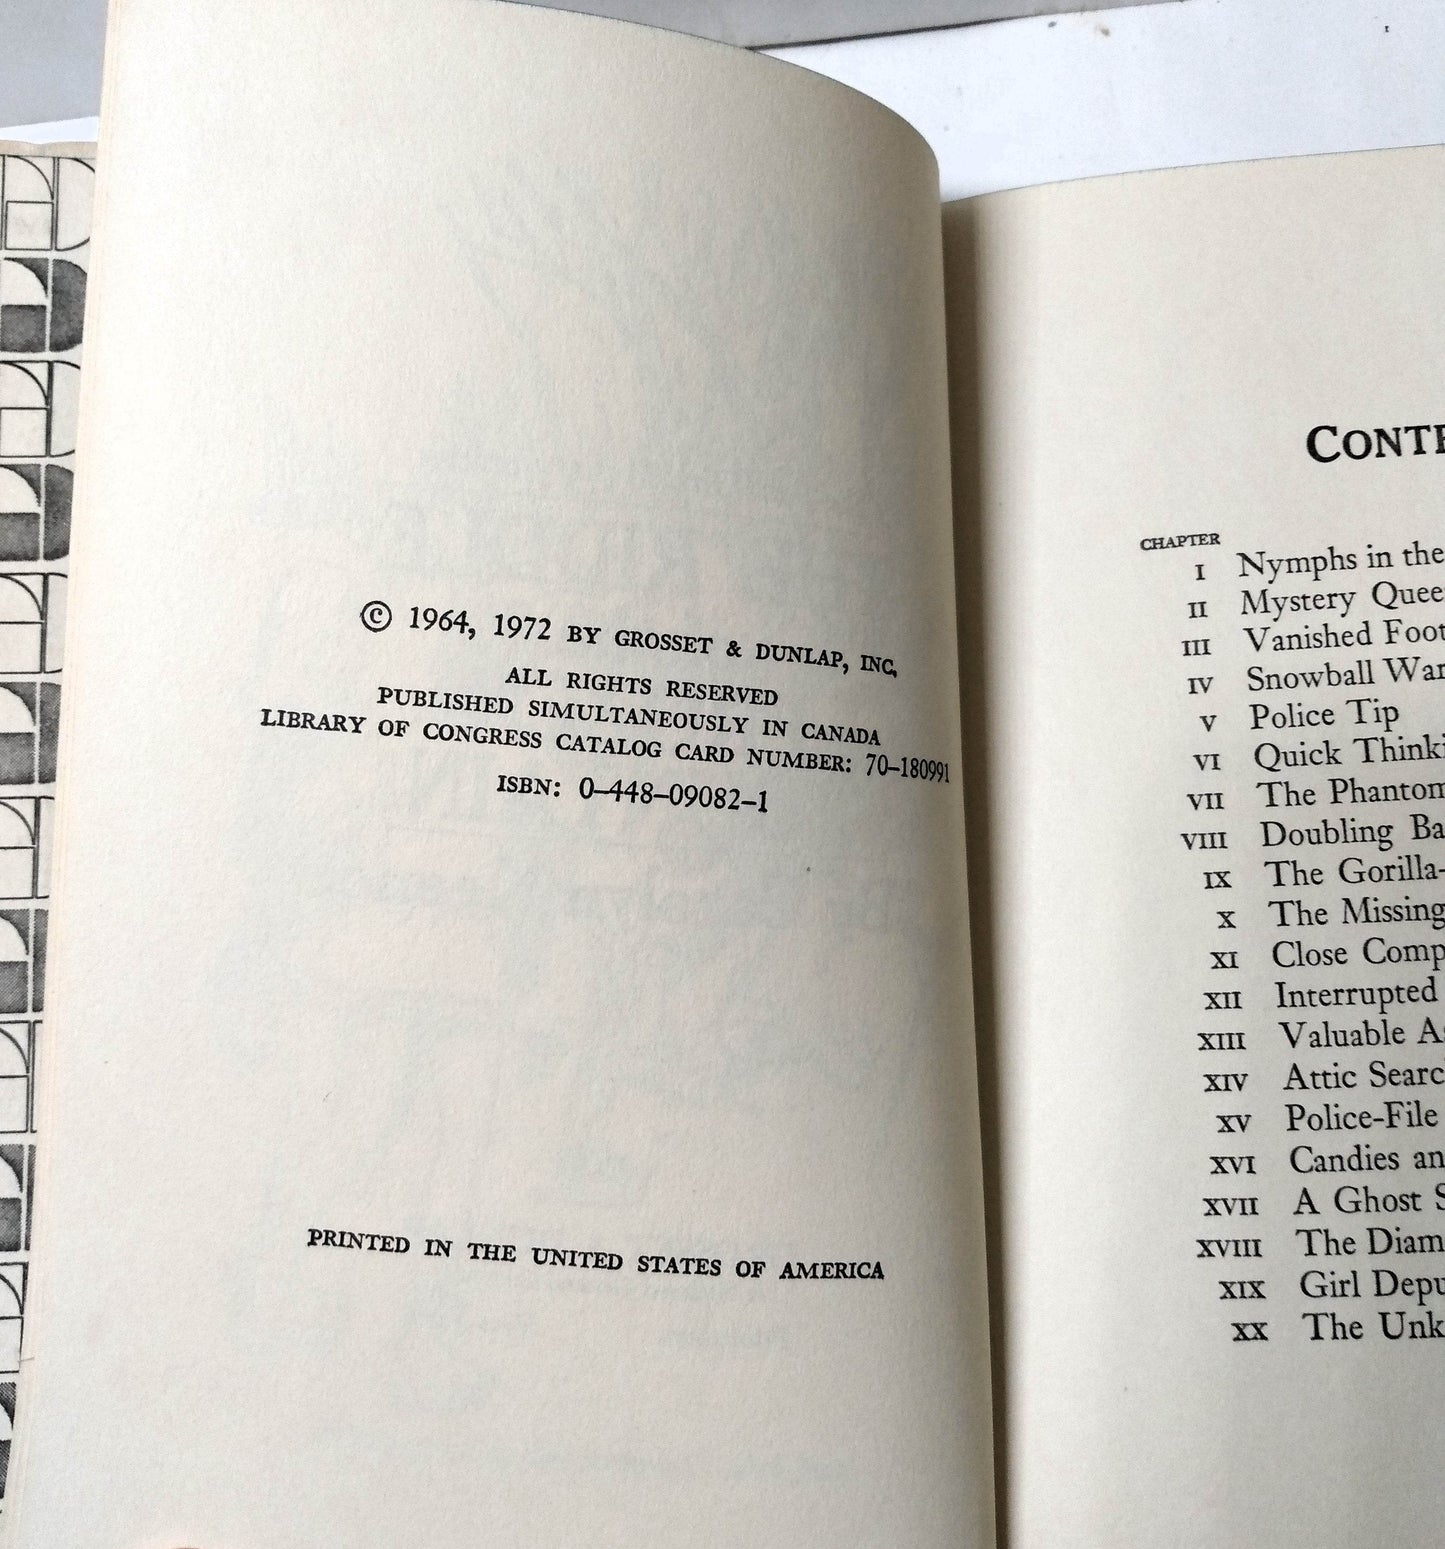 © 1964, 1972 BY GROSSET & DUNLAP, INC.
ALL RIGHTS RESERVED
PUBLISHED SIMULTANEOUSLY IN CANADA
LIBRARY OF CONGRESS CATALOG CARD NUMBER: 70–180991
ISBN: 0–448–09082–1
PRINTED IN THE UNITED STATES OF AMERICA
CONTE
CHAPTER
I Nymphs in the
II Mystery Quee
III Vanished Foot
IV Snowball War
V Police Tip
VI Quick Thinki
VII The Phantom
VIII Doubling Ba
IX The Gorilla-
X The Missing
XI Close Comp
XII Interrupted
XIII Valuable As
XIV Attic Searc
XV Police-File
XVI Candies an
XVII A Ghost S
XVIII The Diam
XIX Girl Depu
XX The Unk